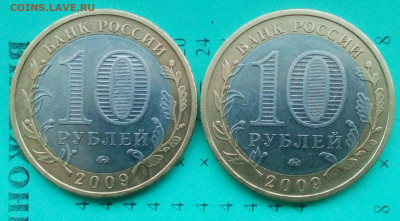 COINS.LAVE.RU
БАНК РОССИИ
10
РУБЛЕЙ
2009
БАНК РОССИИ
10
РУБЛЕЙ
2009